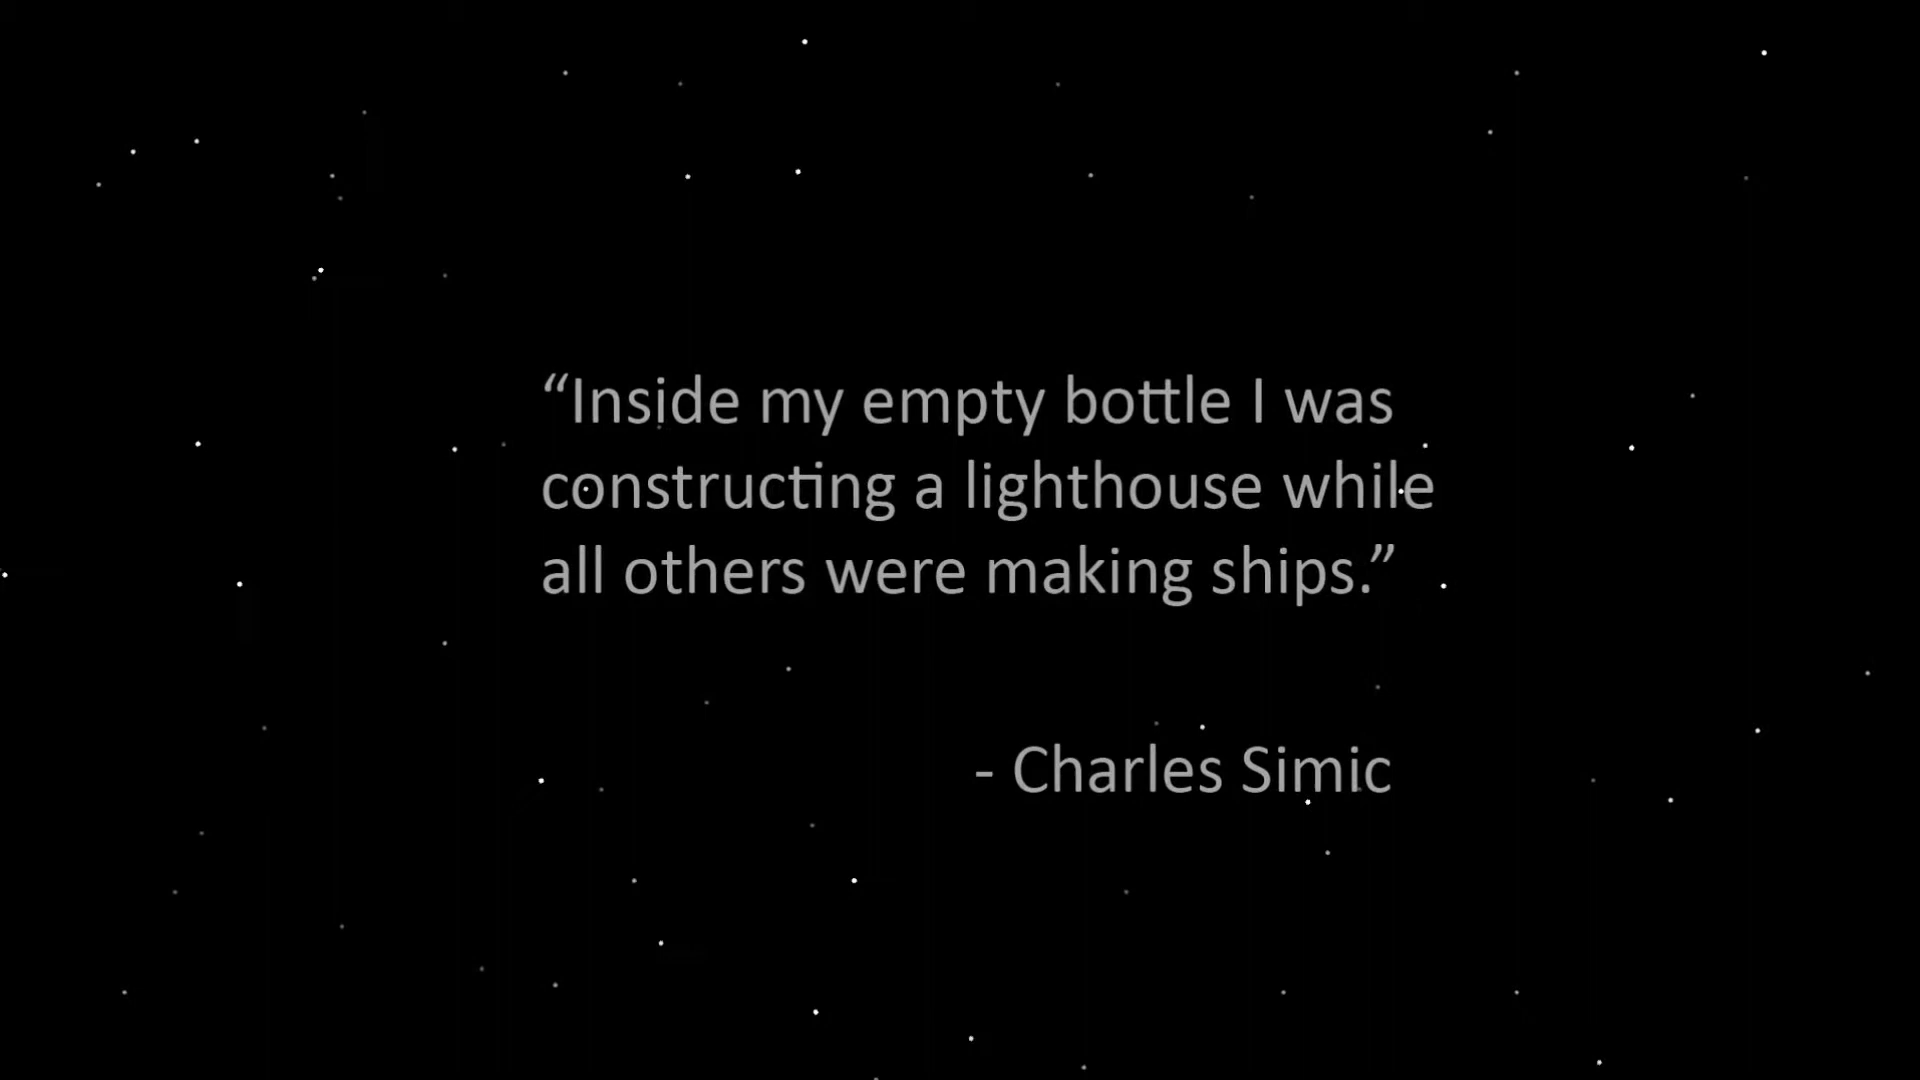 “Inside my empty bottle I was
constructing a lighthouse while
all others were making ships.”
- Charles Simic